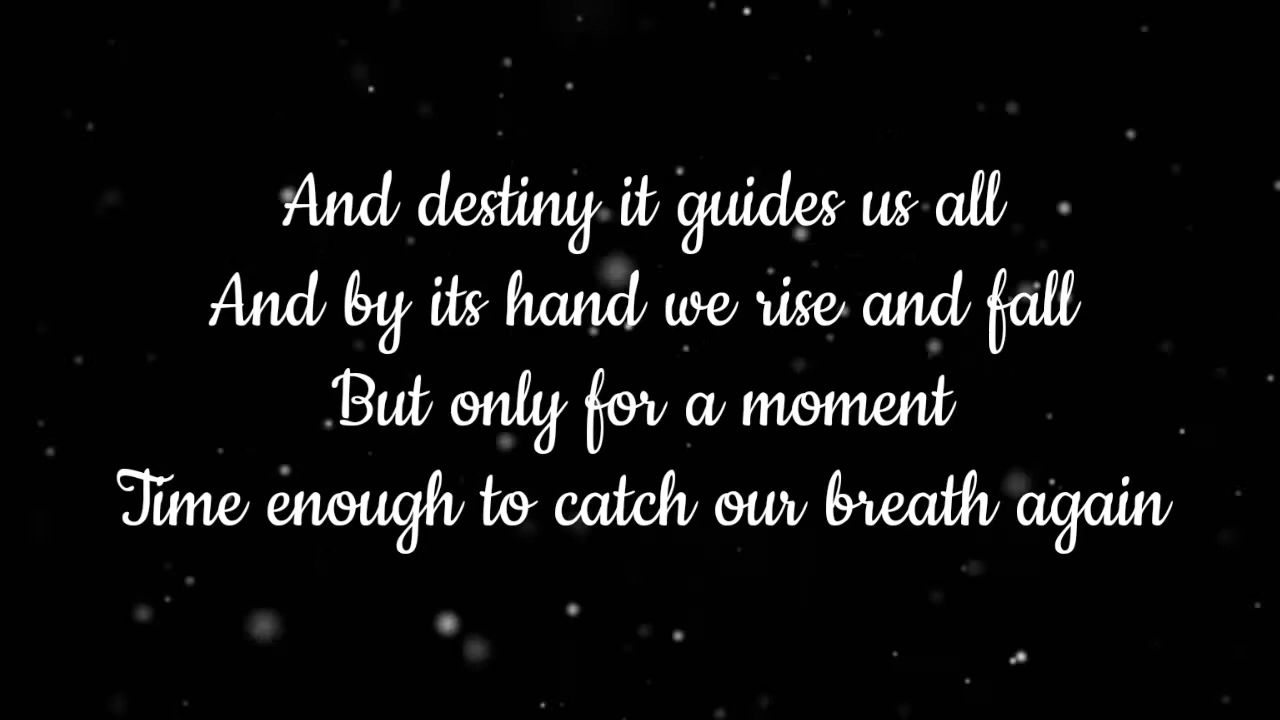 And destiny it guides us all
And by its hand we rise and fall
But only for a moment
Time enough to catch our breath again